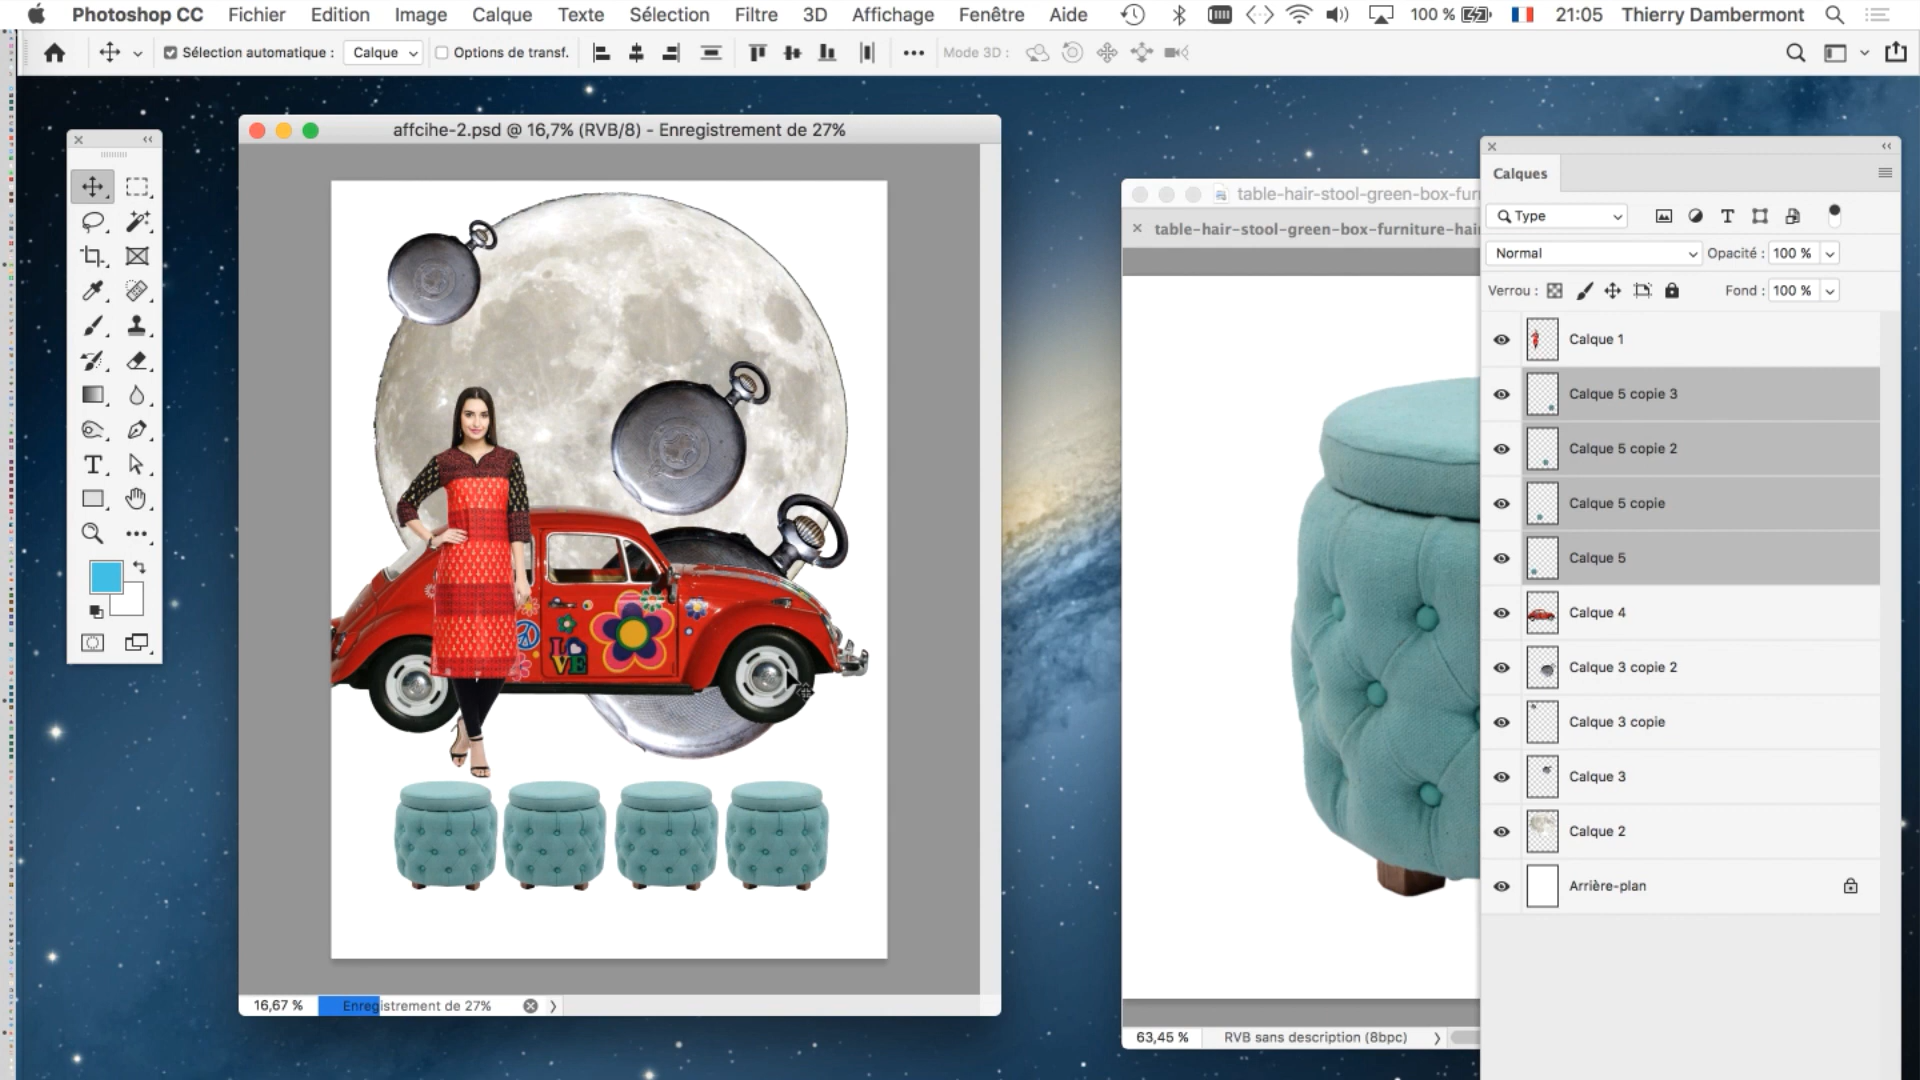 Photoshop CC Fichier Edition Image Calque Texte Sélection Filtre 3D Affichage Fenêtre Aide 100 % 21:05 Thierry Dambermont
Sélection automatique : Calque Options de transf. Mode 3D :
affcihe-2.psd @ 16,7% (RVB/8) - Enregistrement de 27%
LOVE
16,67 % Enregistrement de 27%
table-hair-stool-green-box-furn
table-hair-stool-green-box-furniture-hai
63,45 % RVB sans description (8bpc)
Calques
Type
Normal Opacité : 100 %
Verrou : Fond : 100 %
Calque 1
Calque 5 copie 3
Calque 5 copie 2
Calque 5 copie
Calque 5
Calque 4
Calque 3 copie 2
Calque 3 copie
Calque 3
Calque 2
Arrière-plan